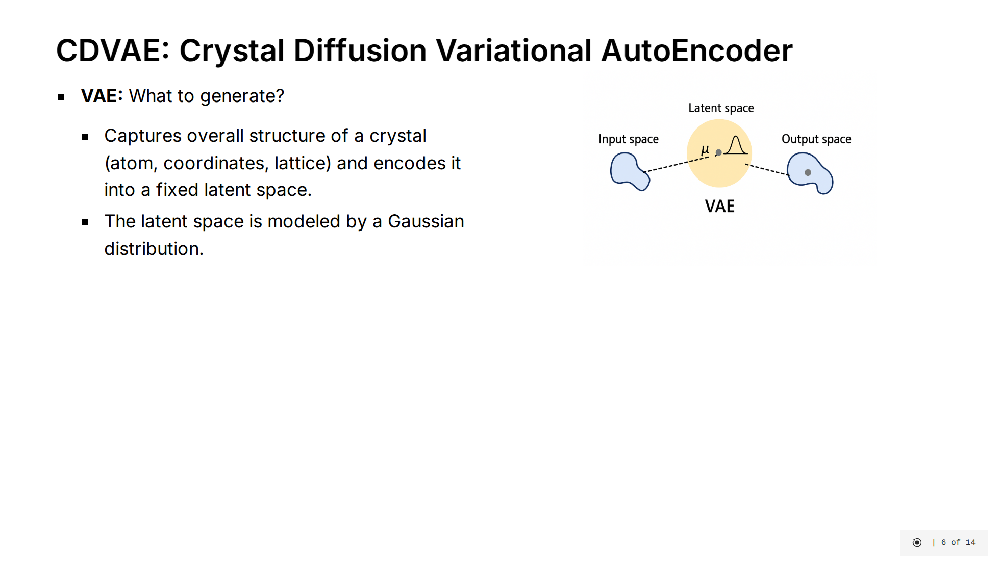 CDVAE: Crystal Diffusion Variational AutoEncoder
VAE: What to generate?
Captures overall structure of a crystal
(atom, coordinates, lattice) and encodes it
into a fixed latent space.
The latent space is modeled by a Gaussian
distribution.
Latent space
Input space
Output space
μ
VAE
| 6 of 14